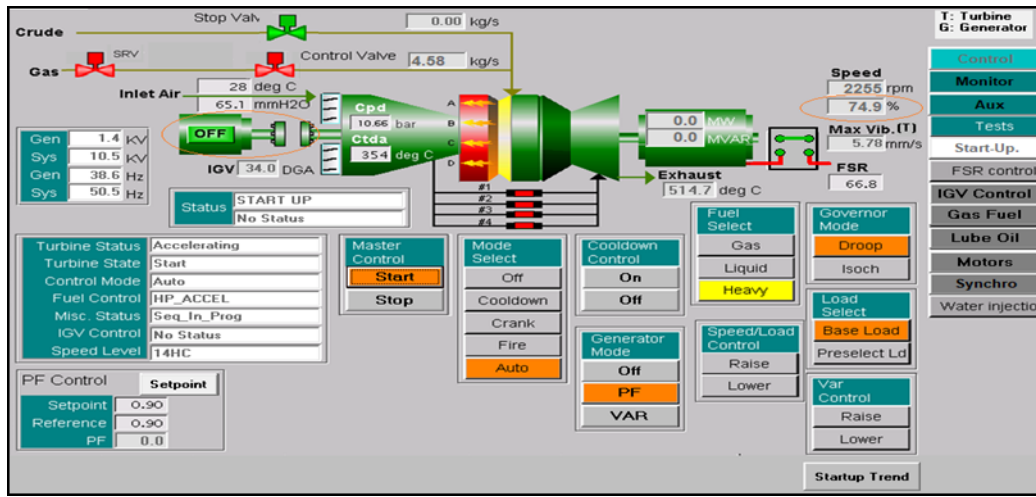 Stop Valv
0.00 kg/s
T: Turbine
G: Generator
Crude
SRV
Control Valve 4.58 kg/s
Gas
Control
Monitor
Aux
Tests
Start-Up.
FSR control
IGV Control
Gas Fuel
Lube Oil
Motors
Synchro
Water injectio
Inlet Air
28 deg C
65.1 mmH2O
Speed
2255 rpm
74.9 %
Max Vib.(T)
5.78 mm/s
FSR
66.8
Gen 1.4 KV
Sys 10.5 KV
Gen 38.6 Hz
Sys 50.5 Hz
OFF
IGV 34.0 DGA
Cpd
10.66 bar
Ctda
354 deg C
A
B
C
D
0.0 MW
0.0 MVAR
Exhaust
514.7 deg C
#1
#2
#3
#4
Status START UP
No Status
Turbine Status Accelerating
Turbine State Start
Control Mode Auto
Fuel Control HP_ACCEL
Misc. Status Seq_In_Prog
IGV Control No Status
Speed Level 14HC
Master
Control
Start
Stop
Mode
Select
Off
Cooldown
Crank
Fire
Auto
Cooldown
Control
On
Off
Generator
Mode
Off
PF
VAR
Fuel
Select
Gas
Liquid
Heavy
Speed/Load
Control
Raise
Lower
Governor
Mode
Droop
Isoch
Load
Select
Base Load
Preselect Ld
Var
Control
Raise
Lower
PF Control Setpoint
Setpoint 0.90
Reference 0.90
PF 0.0
Startup Trend